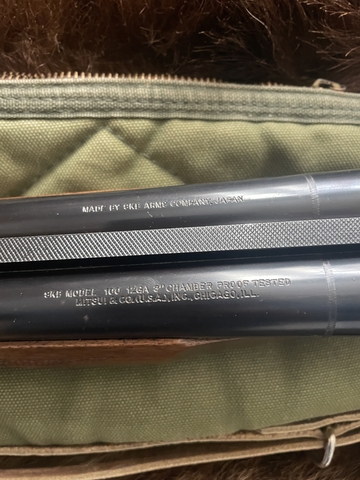 MADE BY SKB ARMS COMPANY, JAPAN
SKB MODEL 100 12GA 3" CHAMBER PROOF TESTED
MITSUI & CO.(U.S.A.), INC., CHICAGO, ILL.